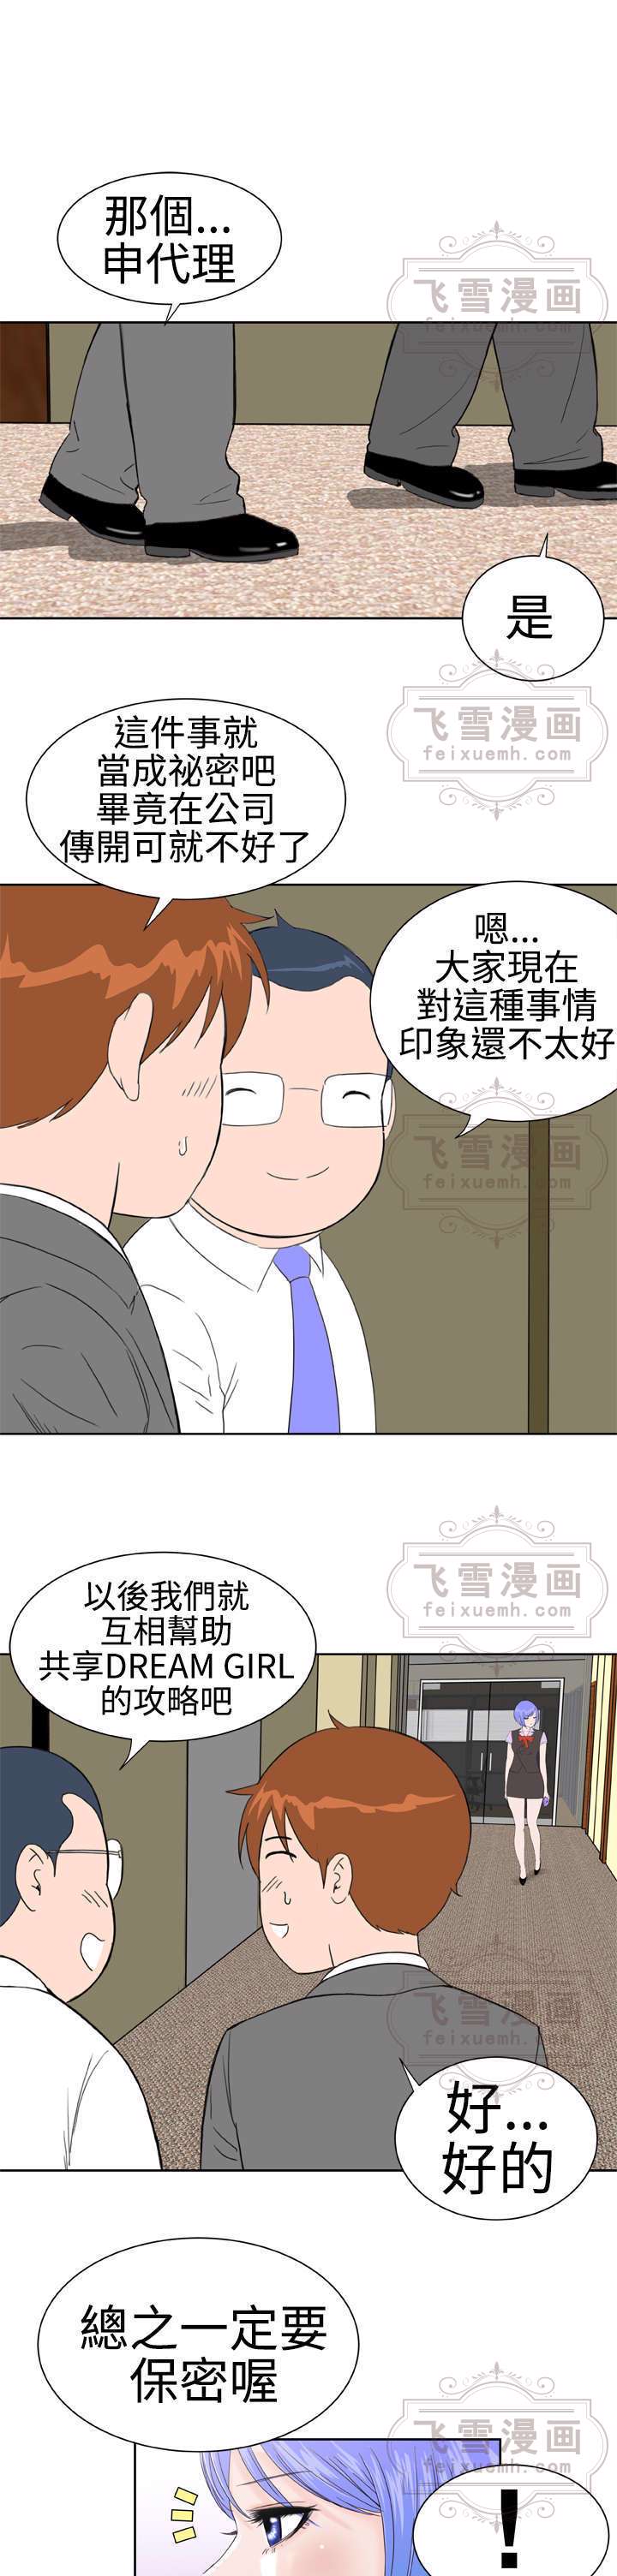 那個...
申代理
飞雪漫画
feixuemh.com
是
飞雪漫画
feixuemh.com
這件事就
當成祕密吧
畢竟在公司
傳開可就不好了
嗯...
大家現在
對這種事情
印象還不太好
飞雪漫画
feixuemh.com
飞雪漫画
feixuemh.com
以後我們就
互相幫助
共享DREAM GIRL
的攻略吧
飞雪漫画
feixuemh.com
好...
好的
總之一定要
保密喔
飞雪漫画
feixuemh.com
!